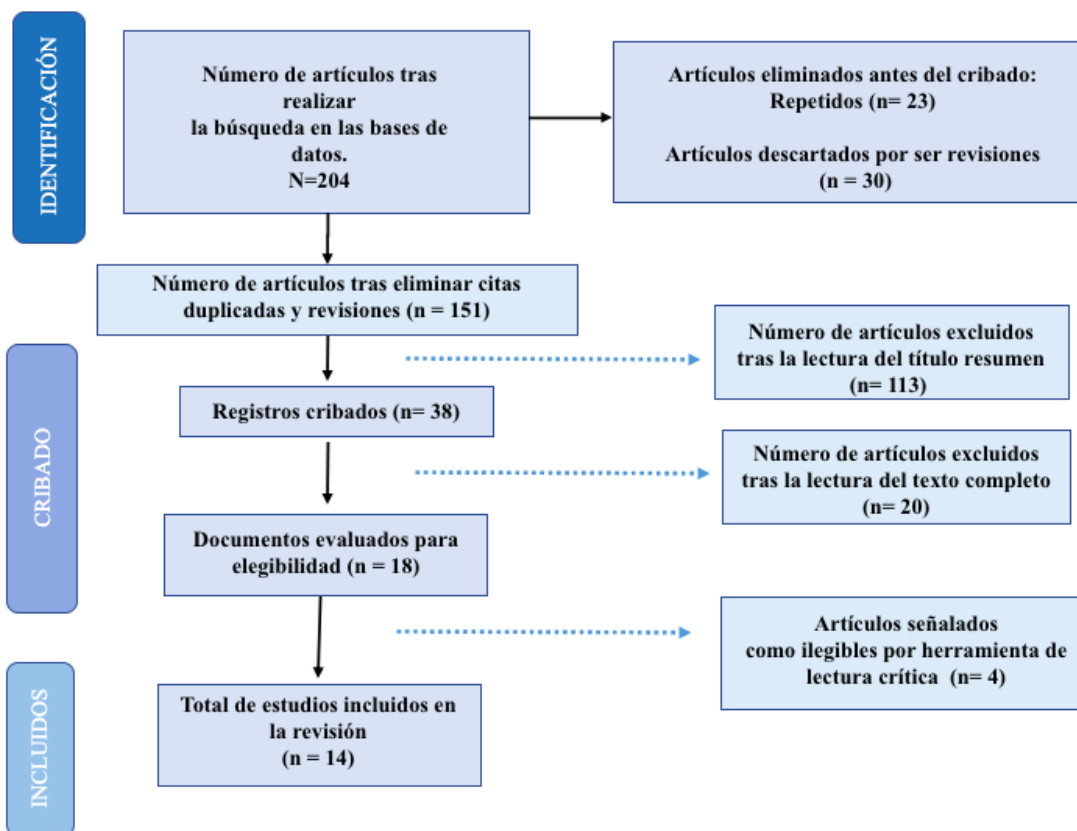 IDENTIFICACIÓN
Número de artículos tras
realizar
la búsqueda en las bases de
datos.
N=204
Artículos eliminados antes del cribado:
Repetidos (n= 23)
Artículos descartados por ser revisiones
(n = 30)
Número de artículos tras eliminar citas
duplicadas y revisiones (n = 151)
CRIBADO
Número de artículos excluidos
tras la lectura del título resumen
(n= 113)
Registros cribados (n= 38)
Número de artículos excluidos
tras la lectura del texto completo
(n= 20)
Documentos evaluados para
elegibilidad (n = 18)
Artículos señalados
como ilegibles por herramienta de
lectura crítica (n= 4)
INCLUIDOS
Total de estudios incluidos en
la revisión
(n = 14)